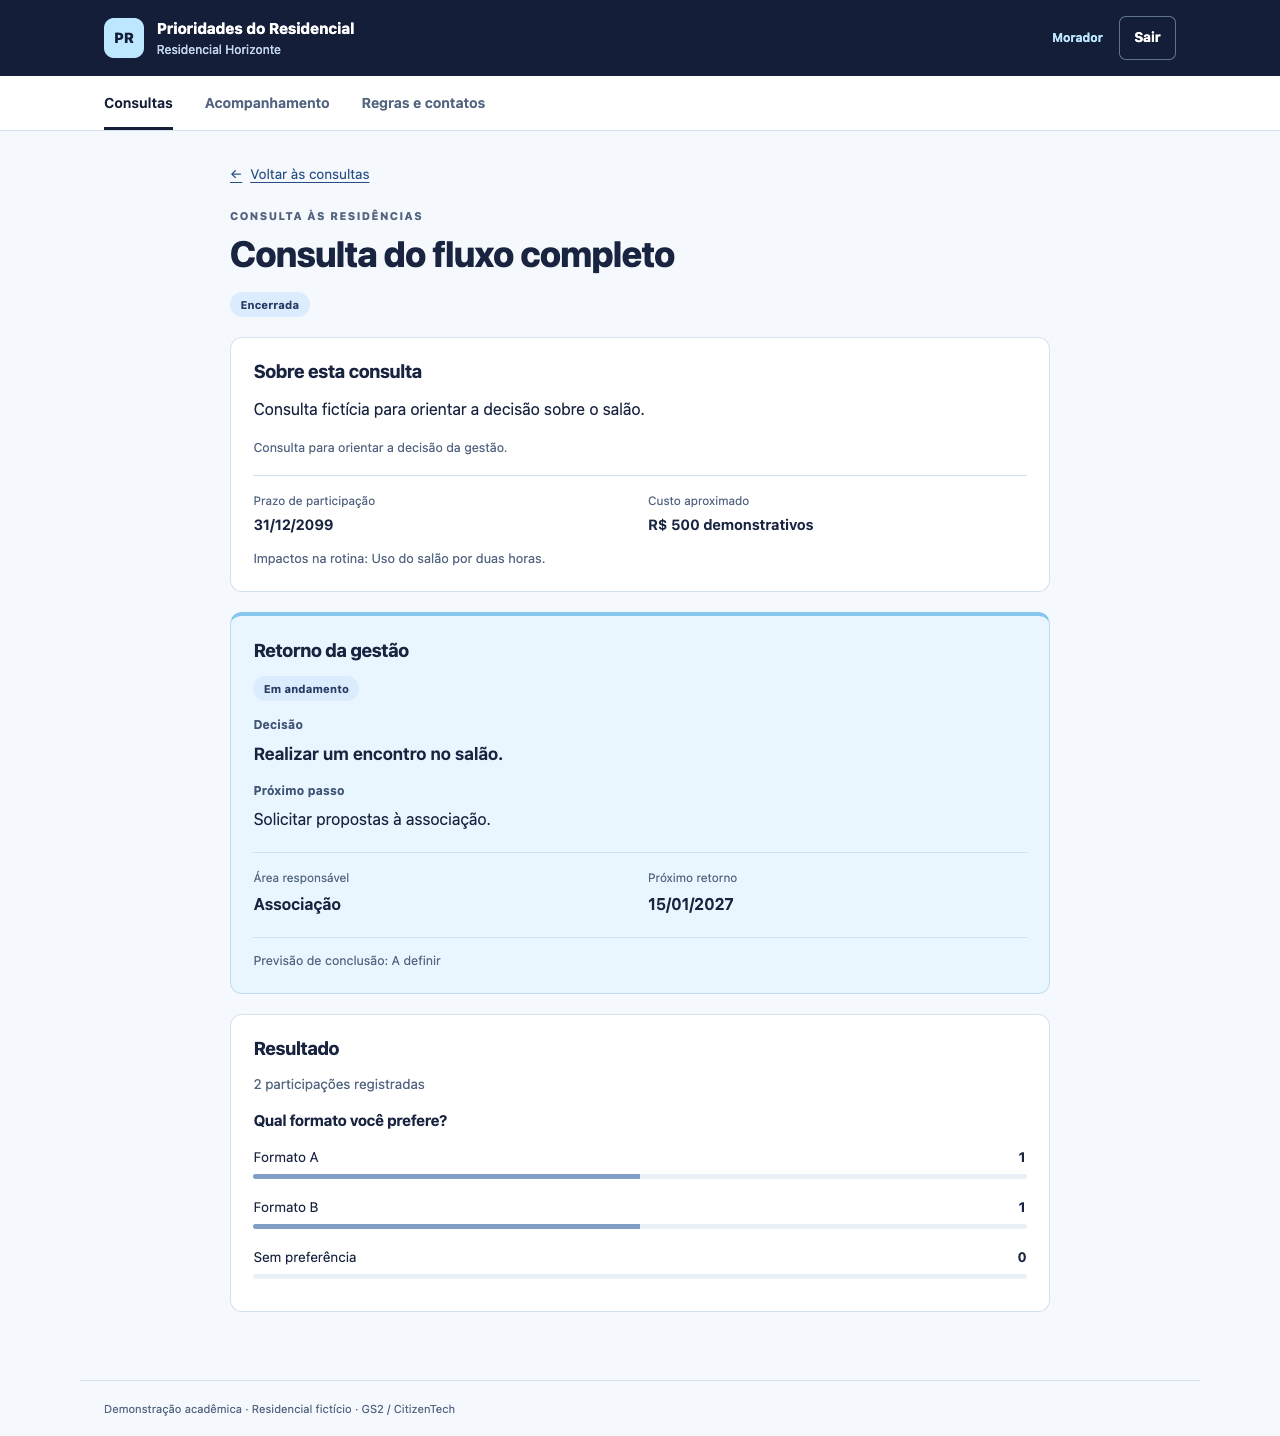 PR
Prioridades do Residencial
Residencial Horizonte
Morador
Sair
Consultas
Acompanhamento
Regras e contatos
← Voltar às consultas
CONSULTA ÀS RESIDÊNCIAS
Consulta do fluxo completo
Encerrada
Sobre esta consulta
Consulta fictícia para orientar a decisão sobre o salão.
Consulta para orientar a decisão da gestão.
Prazo de participação
31/12/2099
Custo aproximado
R$ 500 demonstrativos
Impactos na rotina: Uso do salão por duas horas.
Retorno da gestão
Em andamento
Decisão
Realizar um encontro no salão.
Próximo passo
Solicitar propostas à associação.
Área responsável
Associação
Próximo retorno
15/01/2027
Previsão de conclusão: A definir
Resultado
2 participações registradas
Qual formato você prefere?
Formato A 1
Formato B 1
Sem preferência 0
Demonstração acadêmica · Residencial fictício · GS2 / CitizenTech